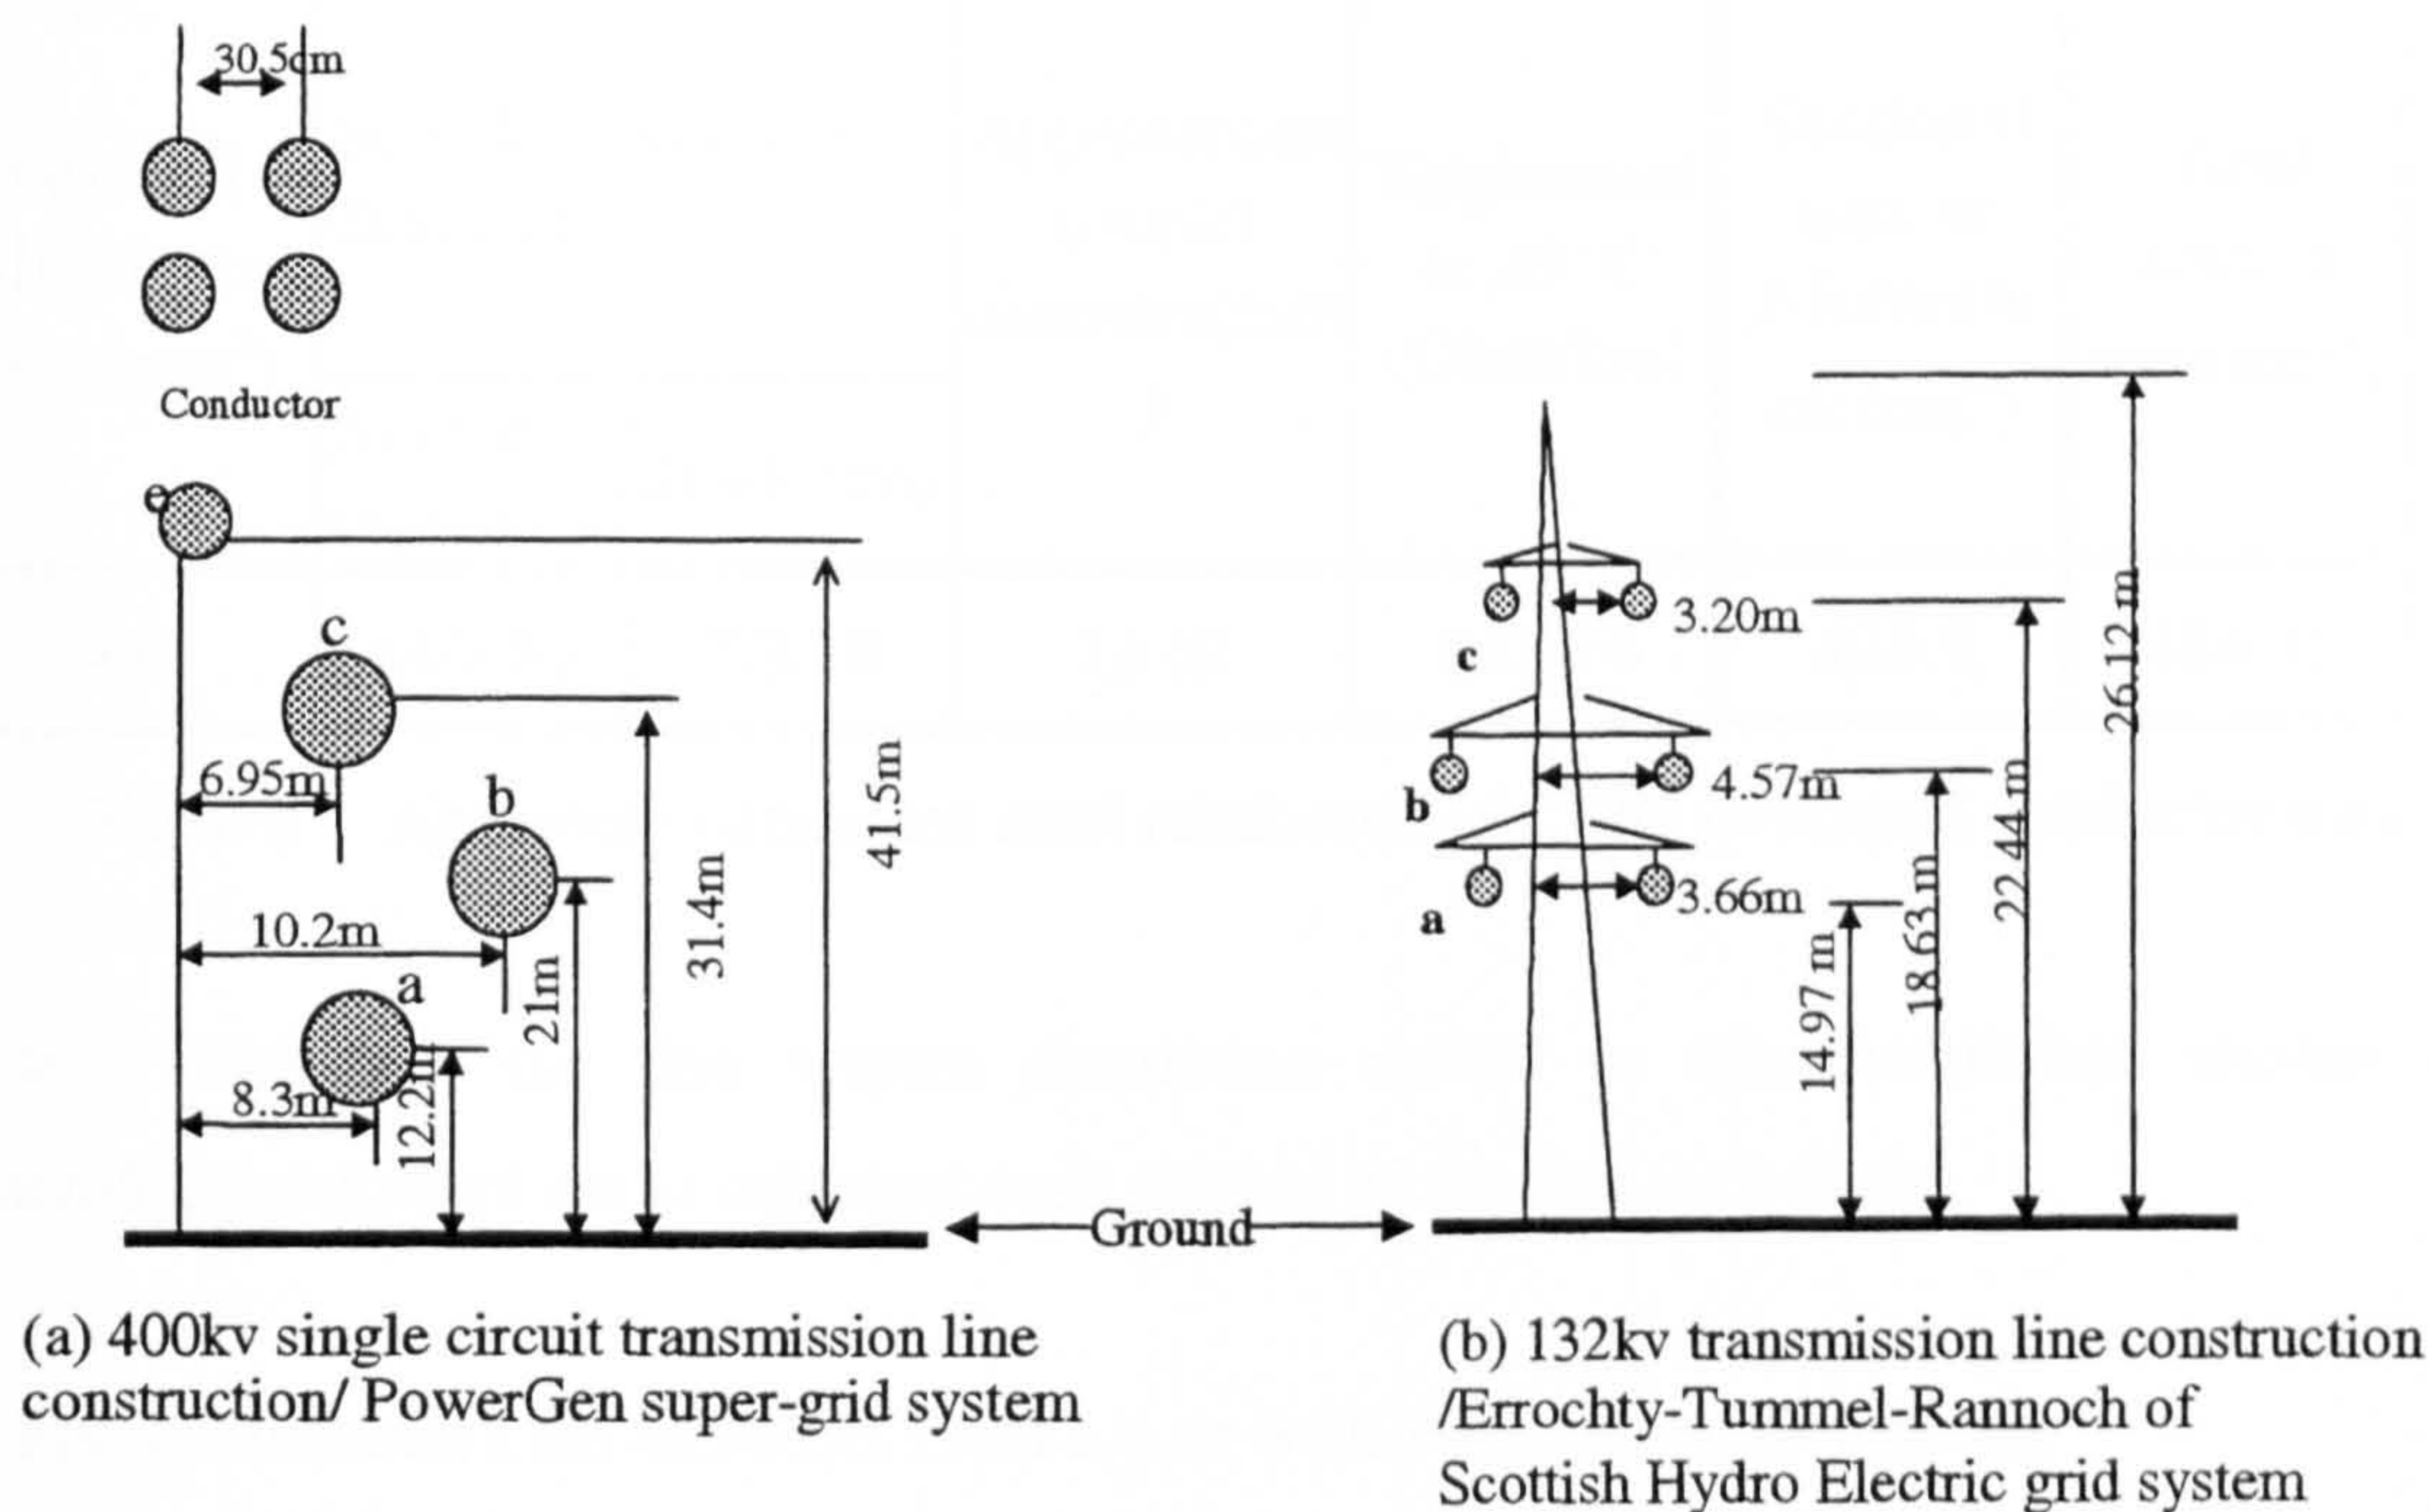 30.5cm
Conductor
e
c
6.95m
b
10.2m
a
8.3m
12.2m
21m
31.4m
41.5m
Ground
c
3.20m
b
4.57m
a
3.66m
14.97 m
18.63 m
22.44 m
26.12 m
(a) 400kv single circuit transmission line
construction/ PowerGen super-grid system
(b) 132kv transmission line construction
/Errochty-Tummel-Rannoch of
Scottish Hydro Electric grid system